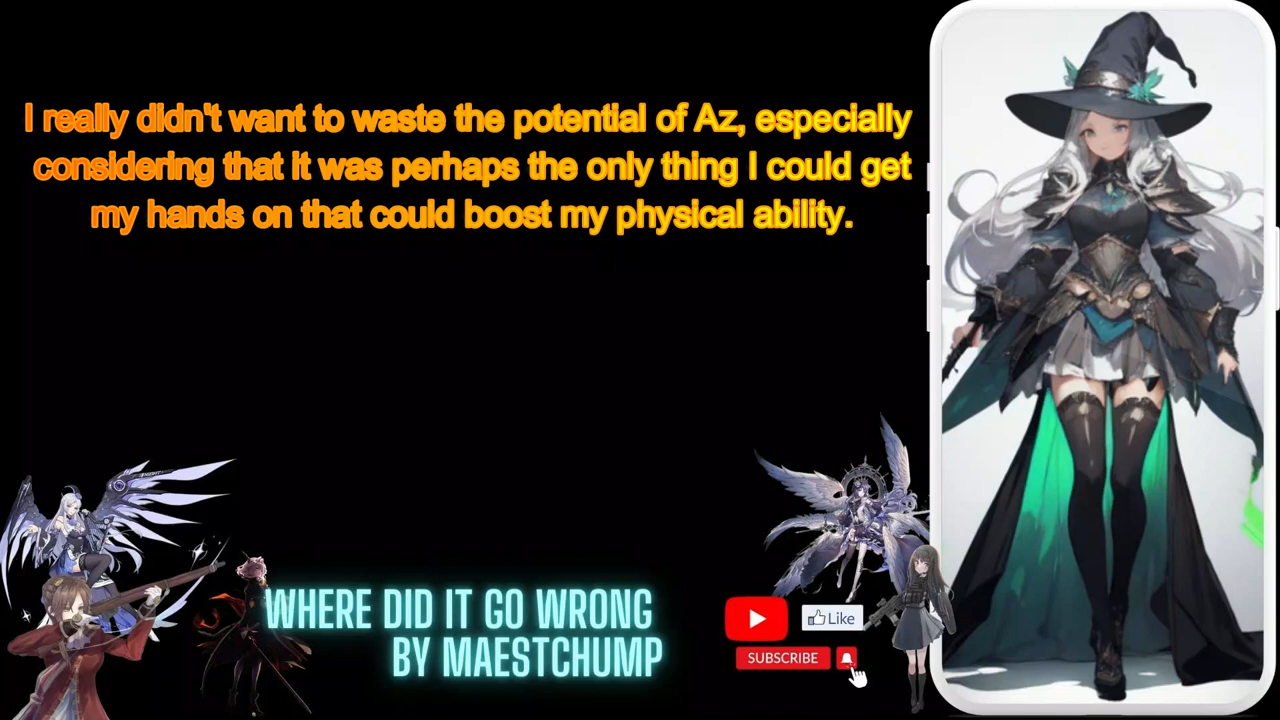 I really didn't want to waste the potential of Az, especially
considering that it was perhaps the only thing I could get
my hands on that could boost my physical ability.
WHERE DID IT GO WRONG
BY MAESTCHUMP
Like
SUBSCRIBE